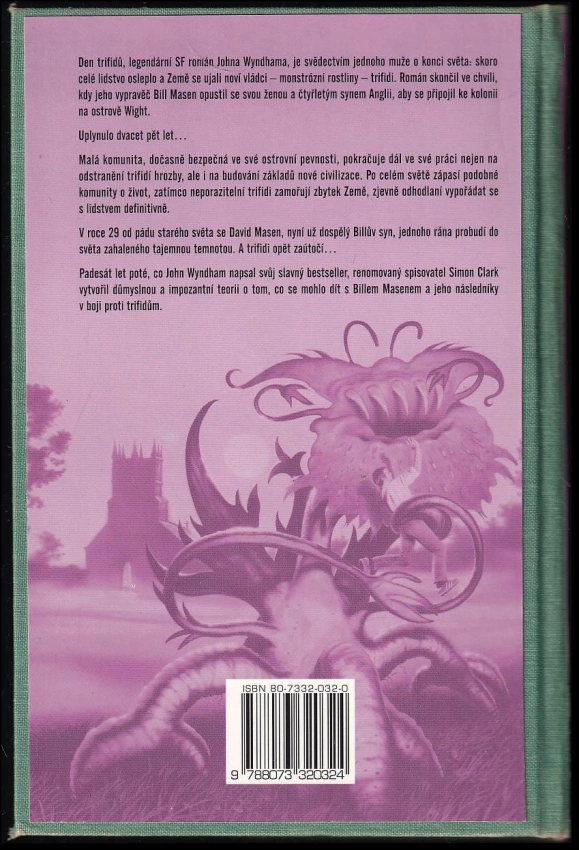 Den trifidů, legendární SF román Johna Wyndhama, je svědectvím jednoho muže o konci světa: skoro
celé lidstvo osleplo a Země se ujali noví vládci – monstrózní rostliny – trifidi. Román skončil ve chvíli,
kdy jeho vypravěč Bill Masen opustil se svou ženou a čtyřletým synem Anglii, aby se připojil ke kolonii
na ostrově Wight.
Uplynulo dvacet pět let...
Malá komunita, dočasně bezpečná ve své ostrovní pevnosti, pokračuje dál ve své práci nejen na
odstranění trifidí hrozby, ale i na budování základů nové civilizace. Po celém světě zápasí podobné
komunity o život, zatímco neporazitelní trifidi zamořují zbytek Země, zjevně odhodlaní vypořádat se
s lidstvem definitivně.
V roce 29 od pádu starého světa se David Masen, nyní už dospělý Billův syn, jednoho rána probudí do
světa zahaleného tajemnou temnotou. A trifidi opět zaútočí...
Padesát let poté, co John Wyndham napsal svůj slavný bestseller, renomovaný spisovatel Simon Clark
vytvořil důmyslnou a impozantní teorii o tom, co se mohlo dít s Billem Masenem a jeho následníky
v boji proti trifidům.
ISBN 80-7332-032-0
9 788073 320324